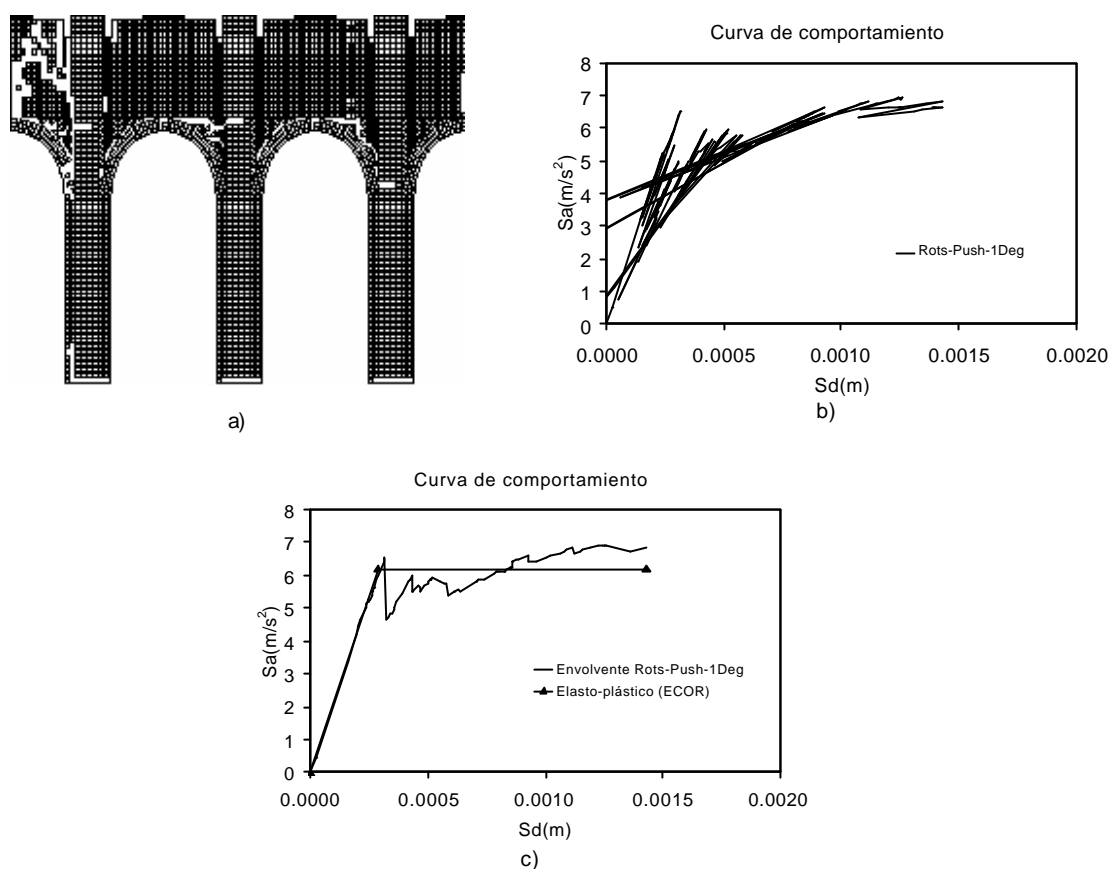 a)
Curva de comportamiento
8
7
6
5
4
3
2
1
0
Sa(m/s²)
Rots-Push-1Deg
0.0000 0.0005 0.0010 0.0015 0.0020
Sd(m)
b)
Curva de comportamiento
8
7
6
5
4
3
2
1
0
Sa(m/s²)
Envolvente Rots-Push-1Deg
Elasto-plástico (ECOR)
0.0000 0.0005 0.0010 0.0015 0.0020
Sd(m)
c)